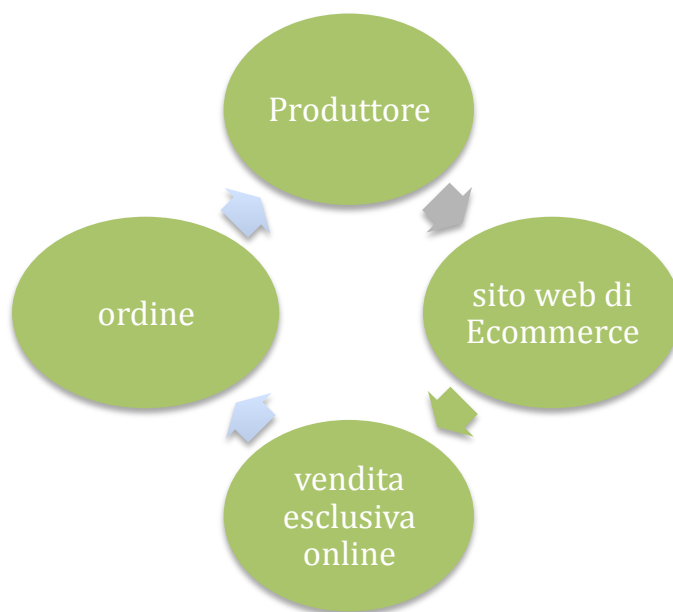 Produttore
sito web di
Ecommerce
vendita
esclusiva
online
ordine